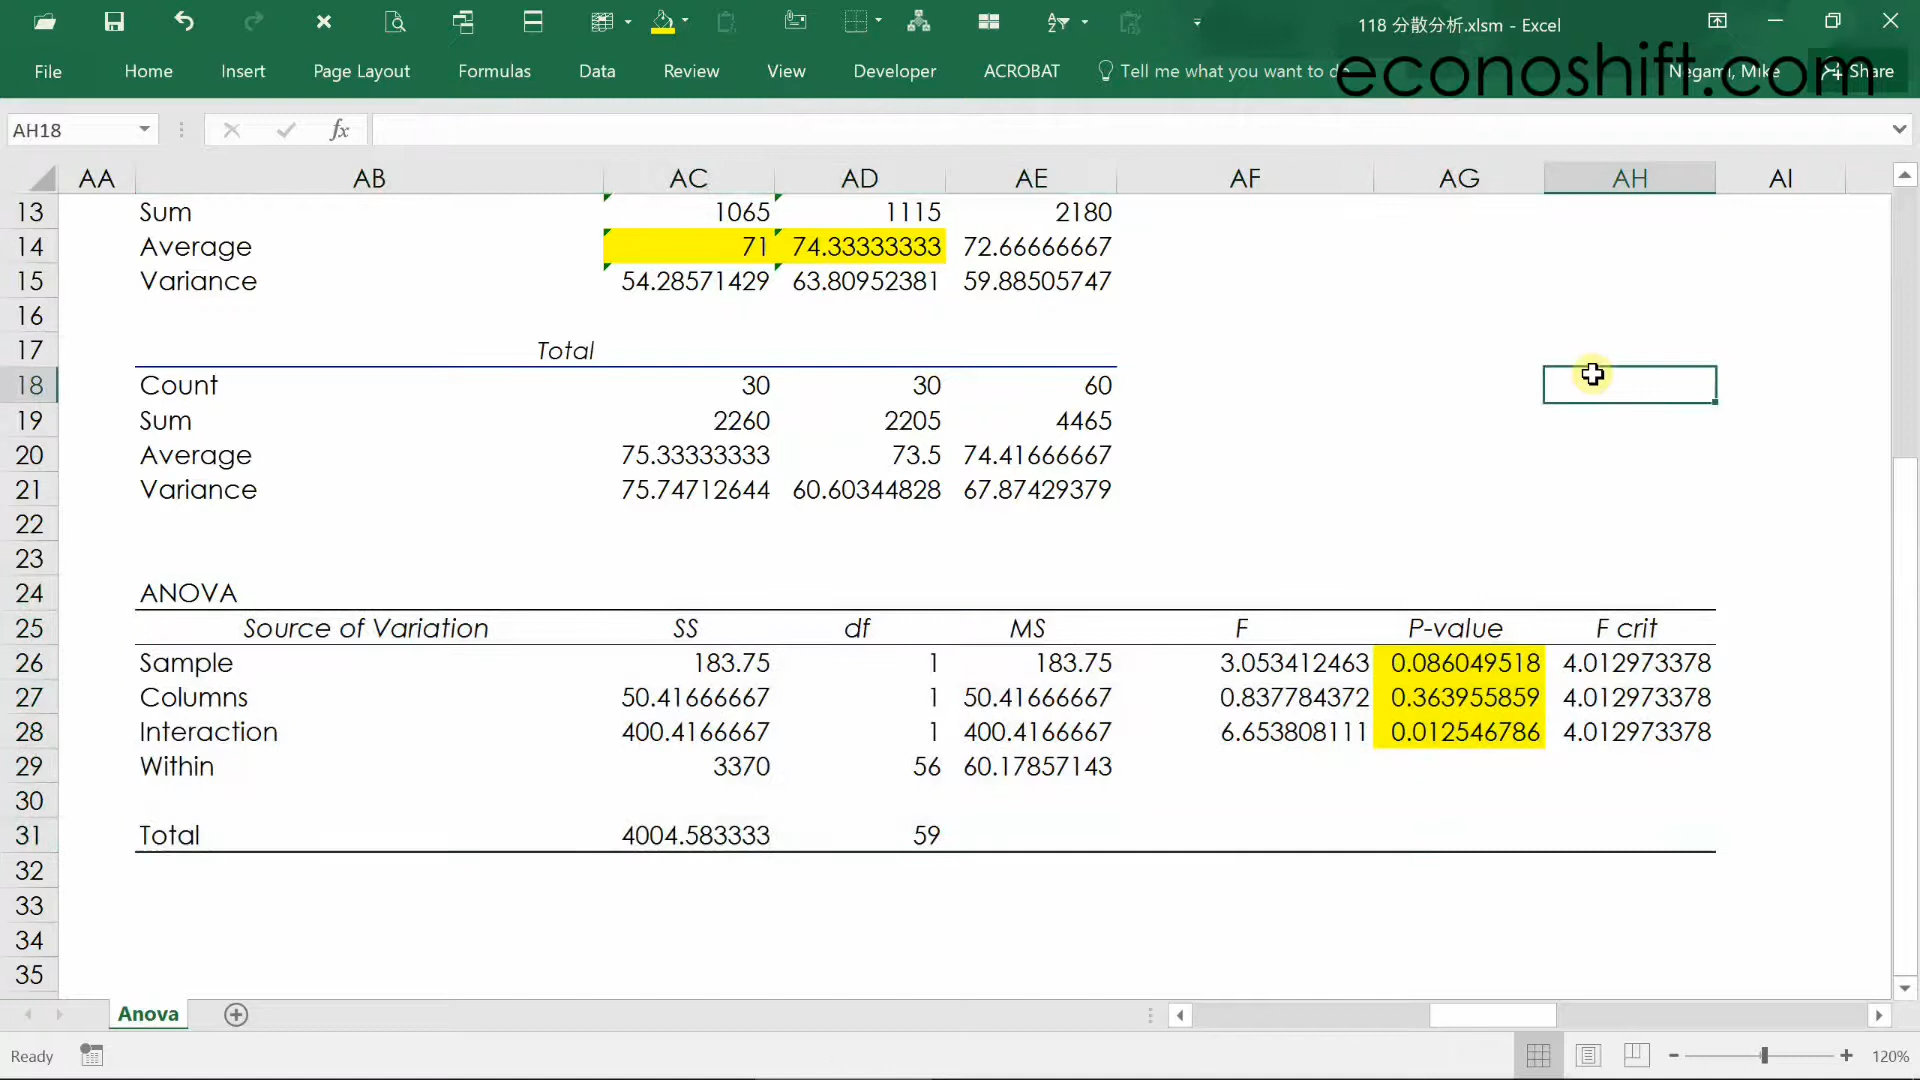 118 分散分析.xlsm - Excel
File Home Insert Page Layout Formulas Data Review View Developer ACROBAT Tell me what you want to do Negami, Mike Share
econoshift.com
AH18 fx
AA AB AC AD AE AF AG AH AI
13 Sum 1065 1115 2180
14 Average 71 74.33333333 72.66666667
15 Variance 54.28571429 63.80952381 59.88505747
16
17 Total
18 Count 30 30 60
19 Sum 2260 2205 4465
20 Average 75.33333333 73.5 74.41666667
21 Variance 75.74712644 60.60344828 67.87429379
22
23
24 ANOVA
25 Source of Variation SS df MS F P-value F crit
26 Sample 183.75 1 183.75 3.053412463 0.086049518 4.012973378
27 Columns 50.41666667 1 50.41666667 0.837784372 0.363955859 4.012973378
28 Interaction 400.4166667 1 400.4166667 6.653808111 0.012546786 4.012973378
29 Within 3370 56 60.17857143
30
31 Total 4004.583333 59
32
33
34
35
Anova
Ready 120%